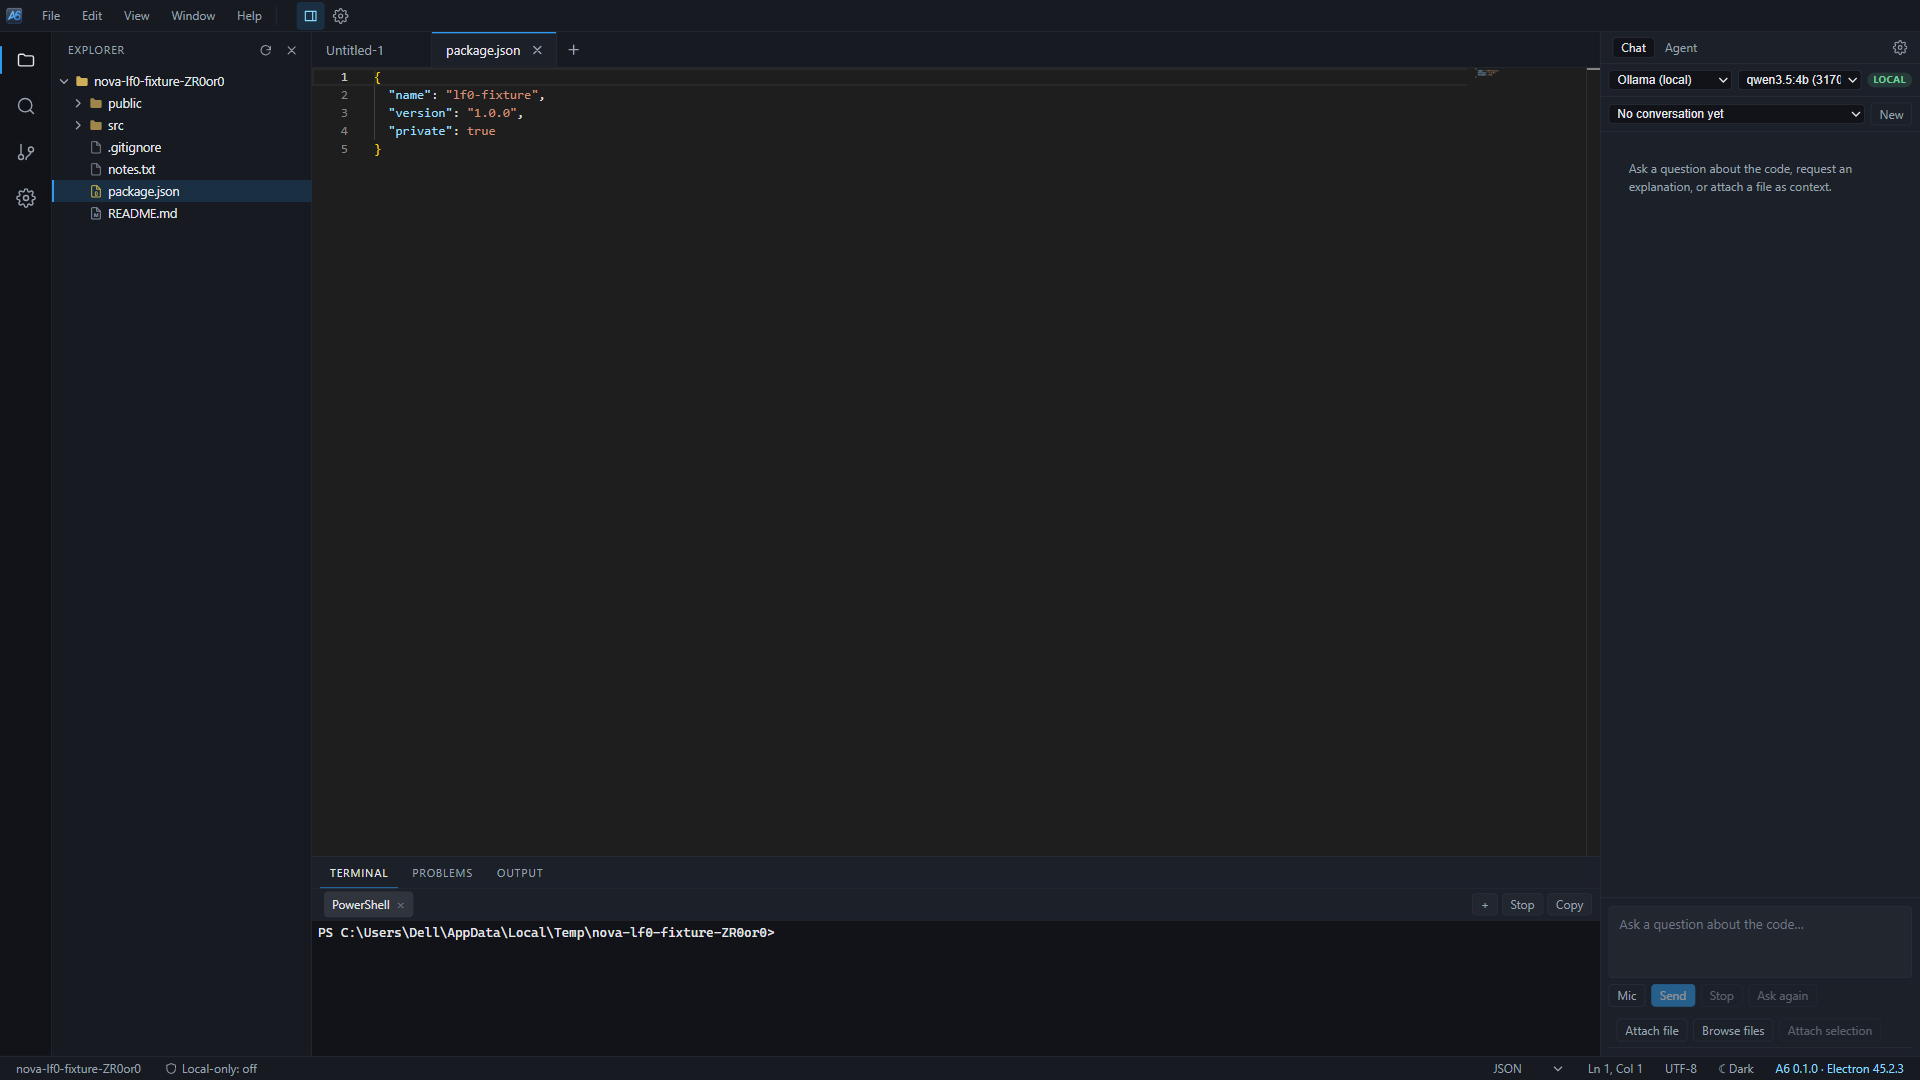 A6 File Edit View Window Help
EXPLORER
nova-lf0-fixture-ZR0or0
public
src
.gitignore
notes.txt
package.json
README.md
Untitled-1 package.json
1 {
2 "name": "lf0-fixture",
3 "version": "1.0.0",
4 "private": true
5 }
TERMINAL PROBLEMS OUTPUT
PowerShell + Stop Copy
PS C:\Users\Dell\AppData\Local\Temp\nova-lf0-fixture-ZR0or0>
Chat Agent
Ollama (local) qwen3.5:4b (3170 LOCAL
No conversation yet New
Ask a question about the code, request an
explanation, or attach a file as context.
Ask a question about the code...
Mic Send Stop Ask again
Attach file Browse files Attach selection
nova-lf0-fixture-ZR0or0 Local-only: off JSON Ln 1, Col 1 UTF-8 Dark A6 0.1.0 · Electron 45.2.3